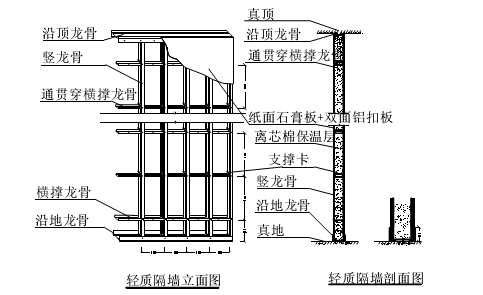 真顶
沿顶龙骨
沿顶龙骨
竖龙骨
通贯穿横撑龙
通贯穿横撑龙骨
纸面石膏板+双面铝扣板
离芯棉保温层
支撑卡
竖龙骨
横撑龙骨
沿地龙骨
沿地龙骨
真地
轻质隔墙立面图
轻质隔墙剖面图